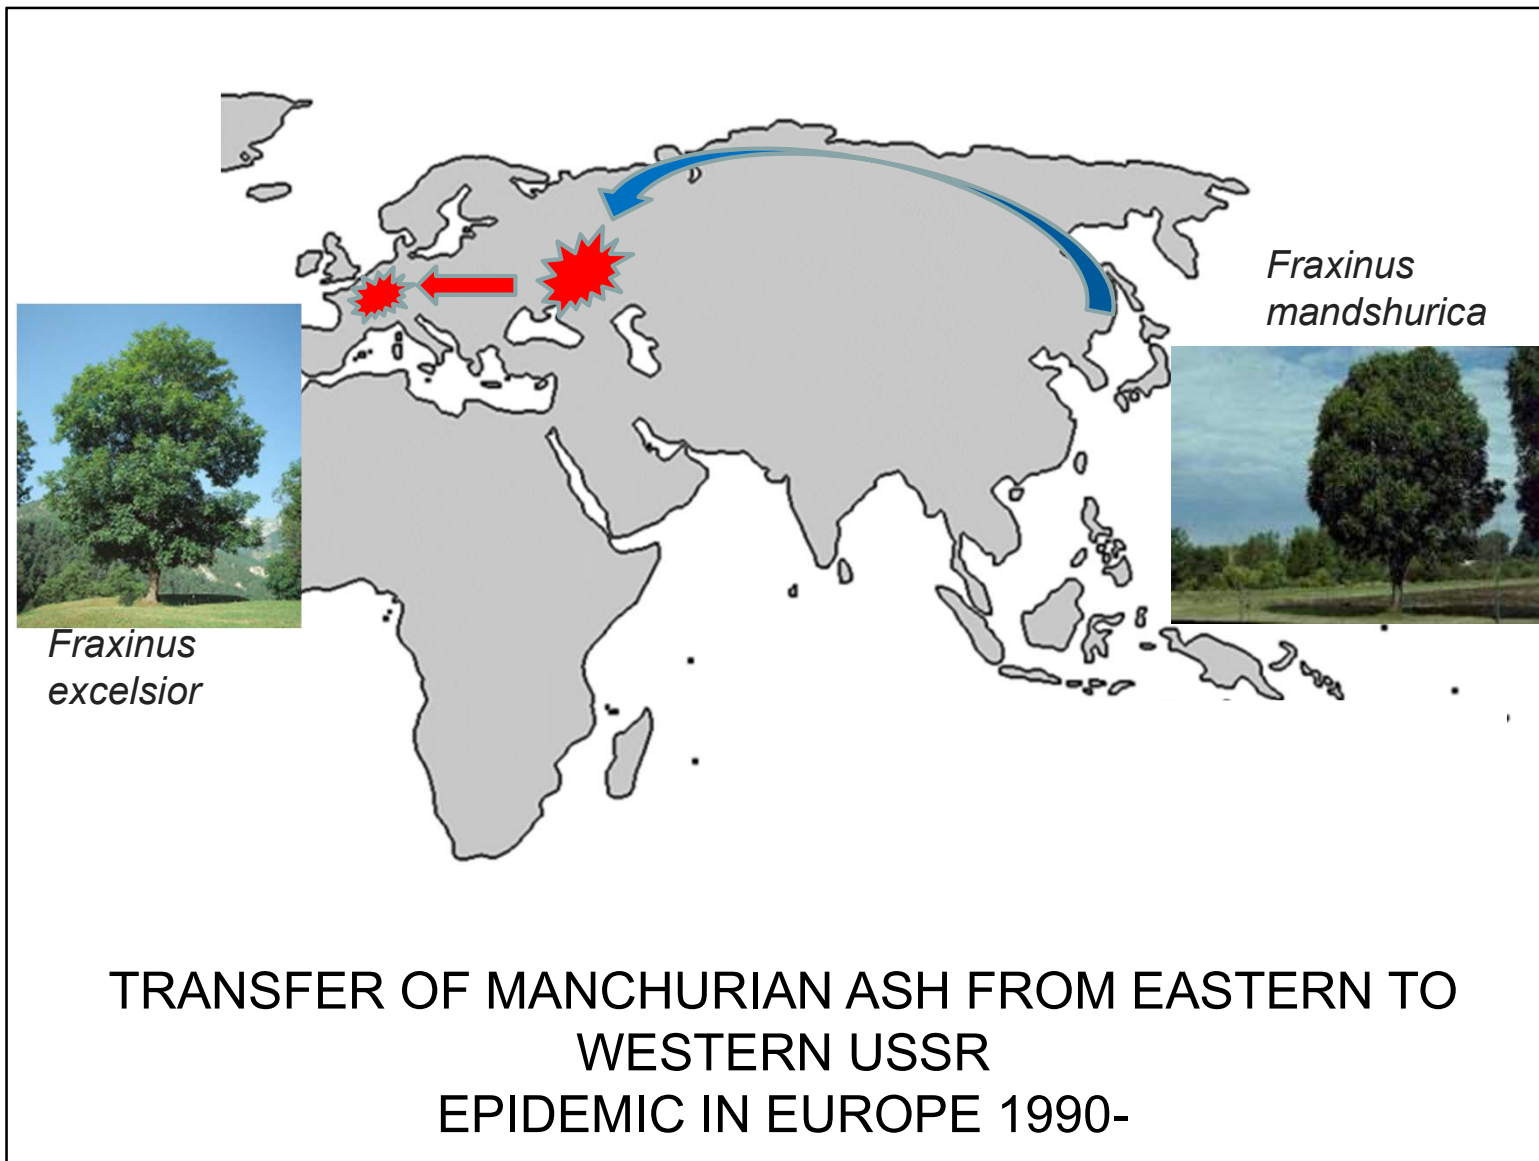 Fraxinus
mandshurica
Fraxinus
excelsior
TRANSFER OF MANCHURIAN ASH FROM EASTERN TO
WESTERN USSR
EPIDEMIC IN EUROPE 1990-